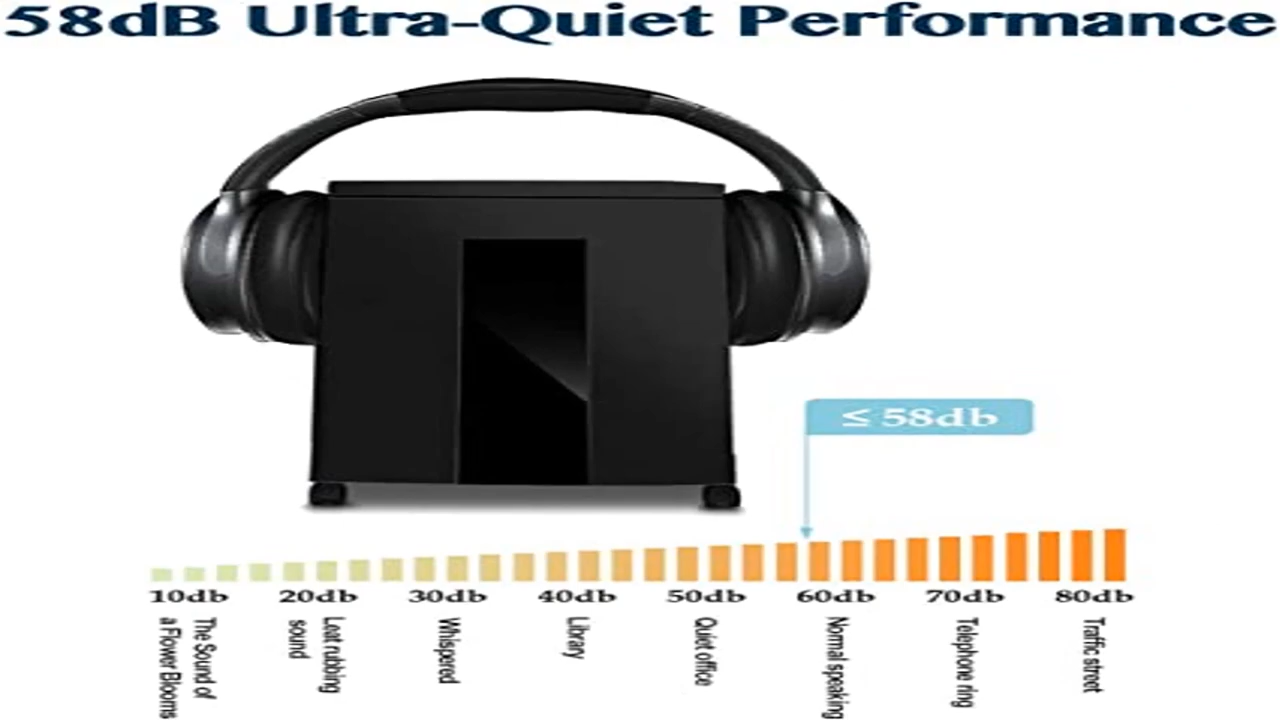 58dB Ultra-Quiet Performance
≤ 58db
10db 20db 30db 40db 50db 60db 70db 80db
The Sound of
a Flower Blooms
Leat rubbing
sound
Whispered
Library
Quiet office
Normal speaking
Telephone ring
Traffic street